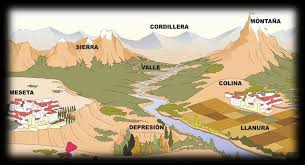 MONTAÑA
CORDILLERA
SIERRA
VALLE
COLINA
MESETA
DEPRESIÓN
LLANURA